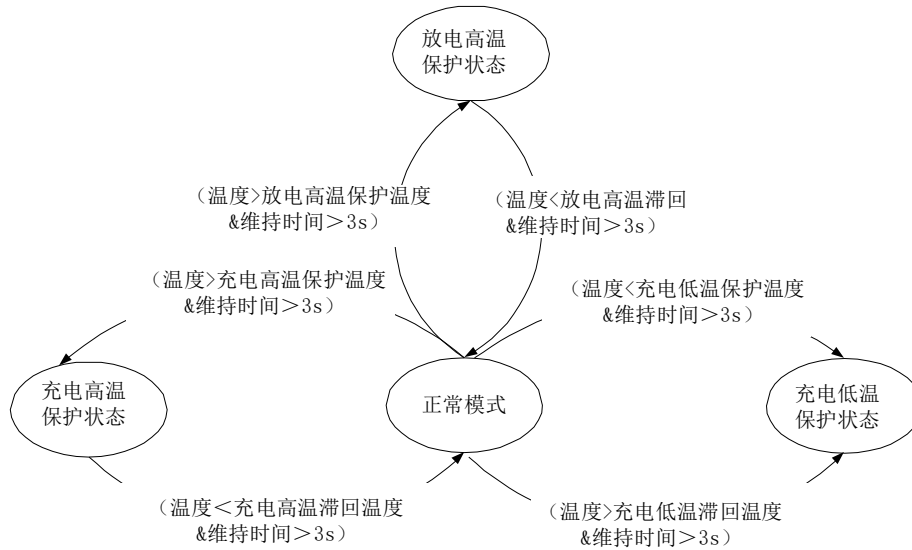 放电高温
保护状态
（温度>放电高温保护温度
&维持时间＞3s）
（温度<放电高温滞回
&维持时间＞3s）
（温度>充电高温保护温度
&维持时间＞3s）
（温度<充电低温保护温度
&维持时间＞3s）
充电高温
保护状态
正常模式
充电低温
保护状态
（温度＜充电高温滞回温度
&维持时间＞3s）
（温度>充电低温滞回温度
&维持时间＞3s）